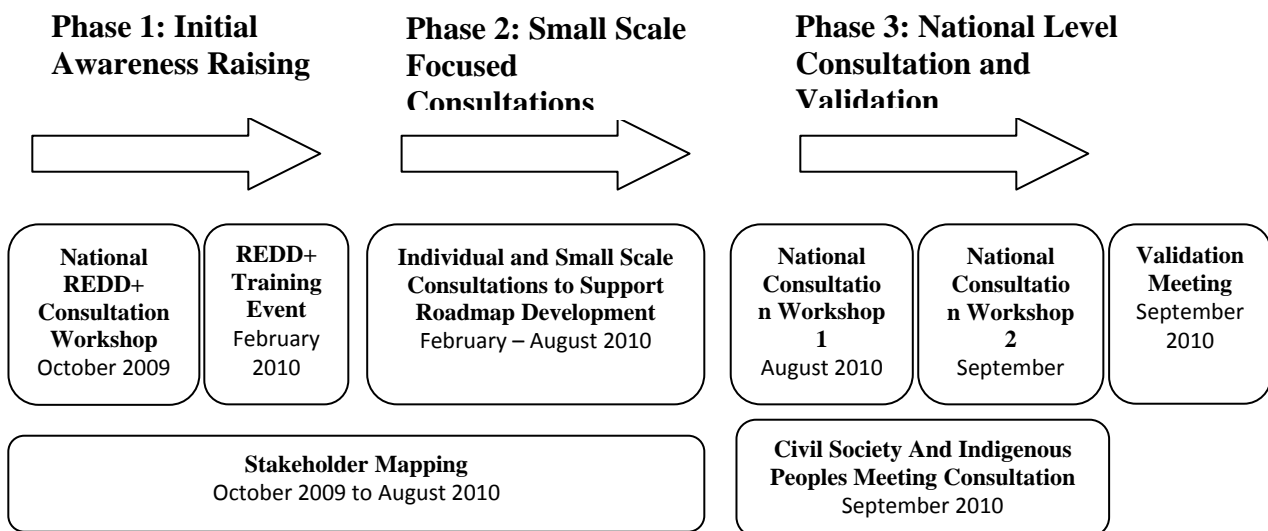 Phase 1: Initial
Awareness Raising
Phase 2: Small Scale
Focused
Consultations
Phase 3: National Level
Consultation and
Validation
National
REDD+
Consultation
Workshop
October 2009
REDD+
Training
Event
February
2010
Individual and Small Scale
Consultations to Support
Roadmap Development
February – August 2010
National
Consultatio
n Workshop
1
August 2010
National
Consultatio
n Workshop
2
September
Validation
Meeting
September
2010
Stakeholder Mapping
October 2009 to August 2010
Civil Society And Indigenous
Peoples Meeting Consultation
September 2010